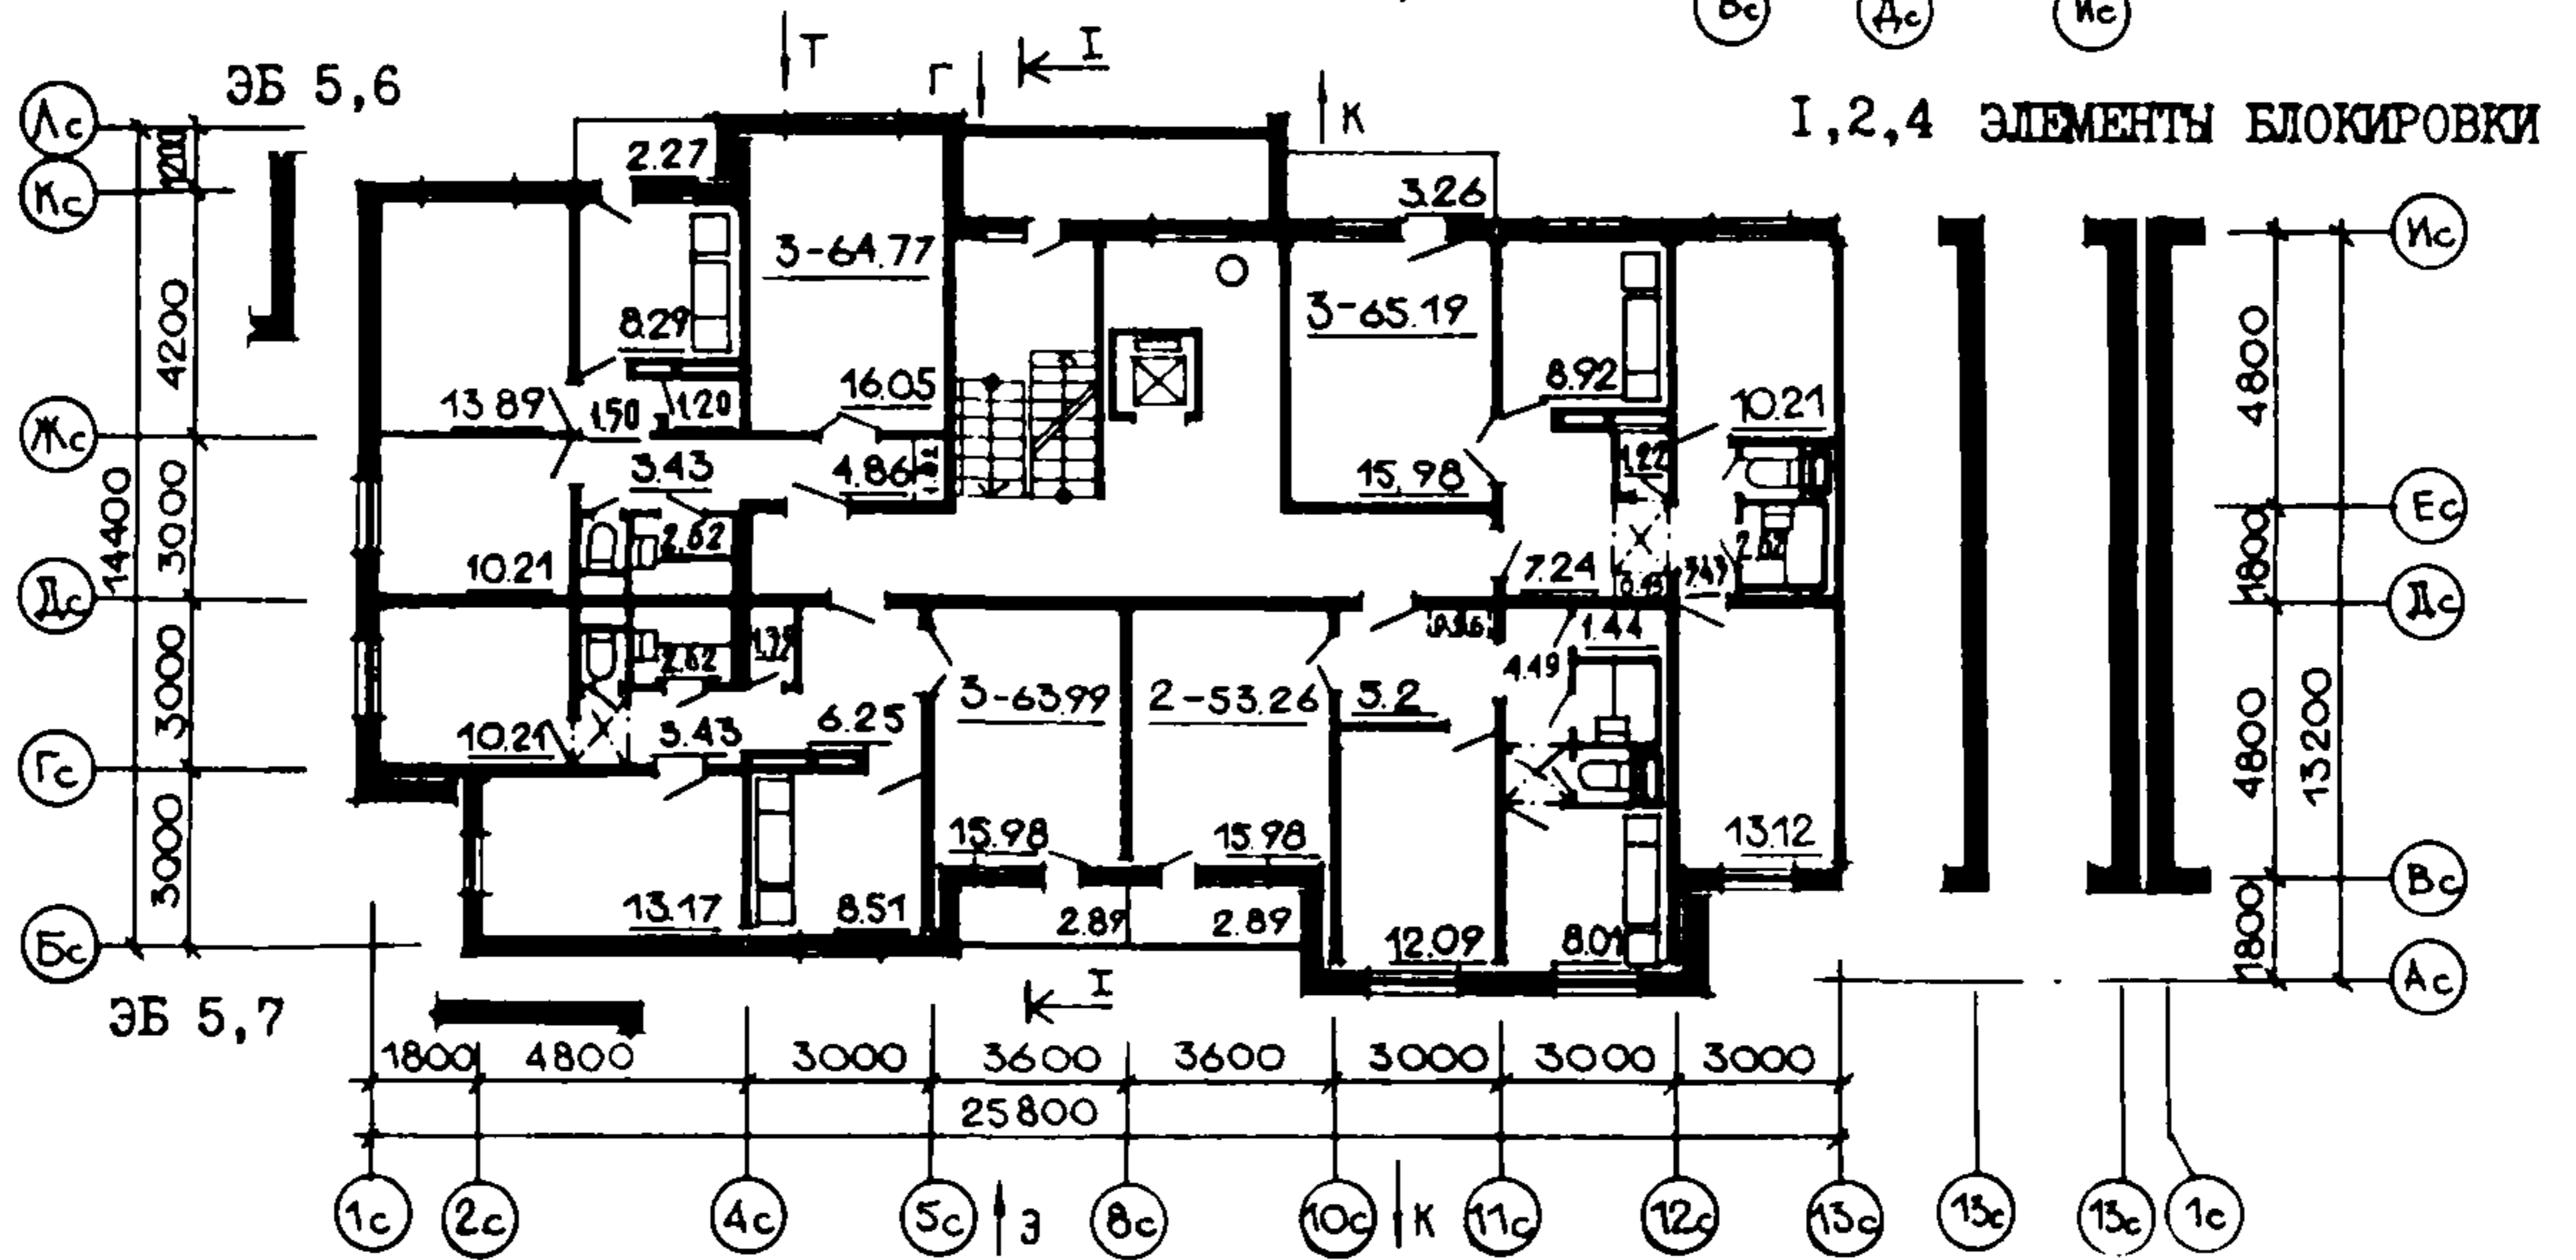 Вс Дс Ис
Т Г I К
ЭБ 5,6
I,2,4 ЭЛЕМЕНТЫ БЛОКИРОВКИ
Лс
1200
Кс
2.27
3.26
Ис
3-64.77
3-65.19
4200
8.29
4800
13.89 1.50 1.20 16.05
8.92 10.21
Жс
3.43 4.86
15.98 1.22
14400
3000
2.62
Ес
10.21
7.24 0.45 3.43 2.62
1800
Дс
Дс
1.44
3000
2.62
4.49
3-63.99 2-53.26 5.2
10.21 3.43 6.25
4800
13200
Гс
3000
15.98 15.98
13.12
13.17 8.51
2.89 2.89
12.09 8.01
Вс
1800
Бс
Ас
ЭБ 5,7
I
1800 4800 3000 3600 3600 3000 3000 3000
25800
1с 2с 4с 5с Э 8с 10с К 11с 12с 13с 13с 13с 1с